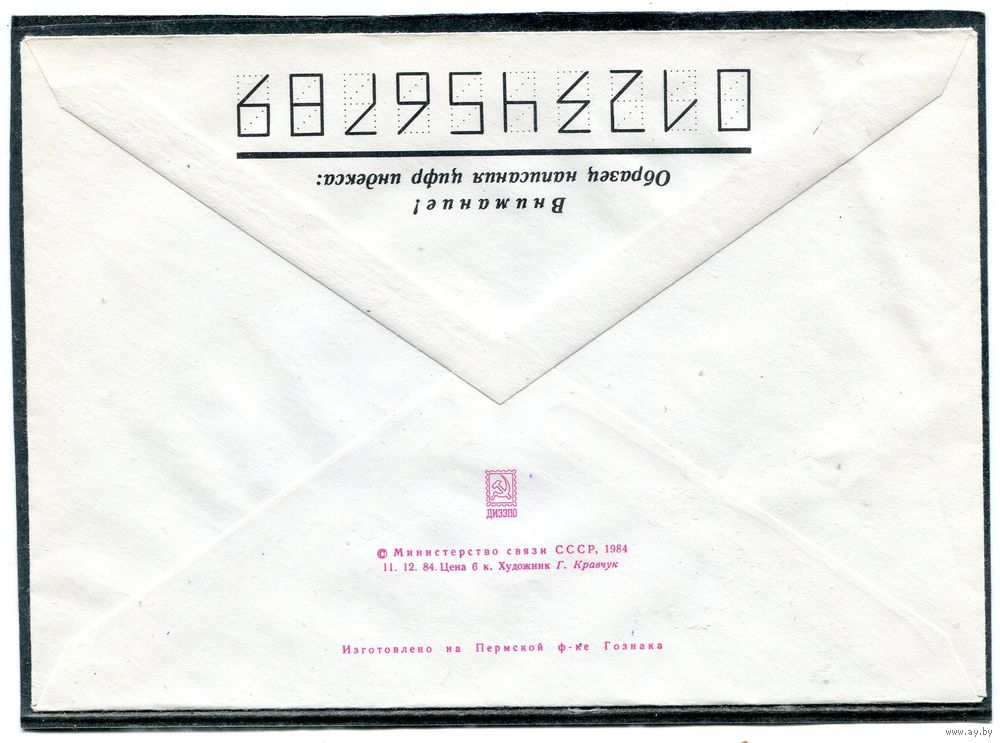 Внимание!
Образец написания цифр индекса:
0123456789
ДИЭЗПО
© Министерство связи СССР, 1984
11. 12. 84. Цена 6 к. Художник Г. Кравчук
Изготовлено на Пермской ф-ке Гознака
www.ay.by